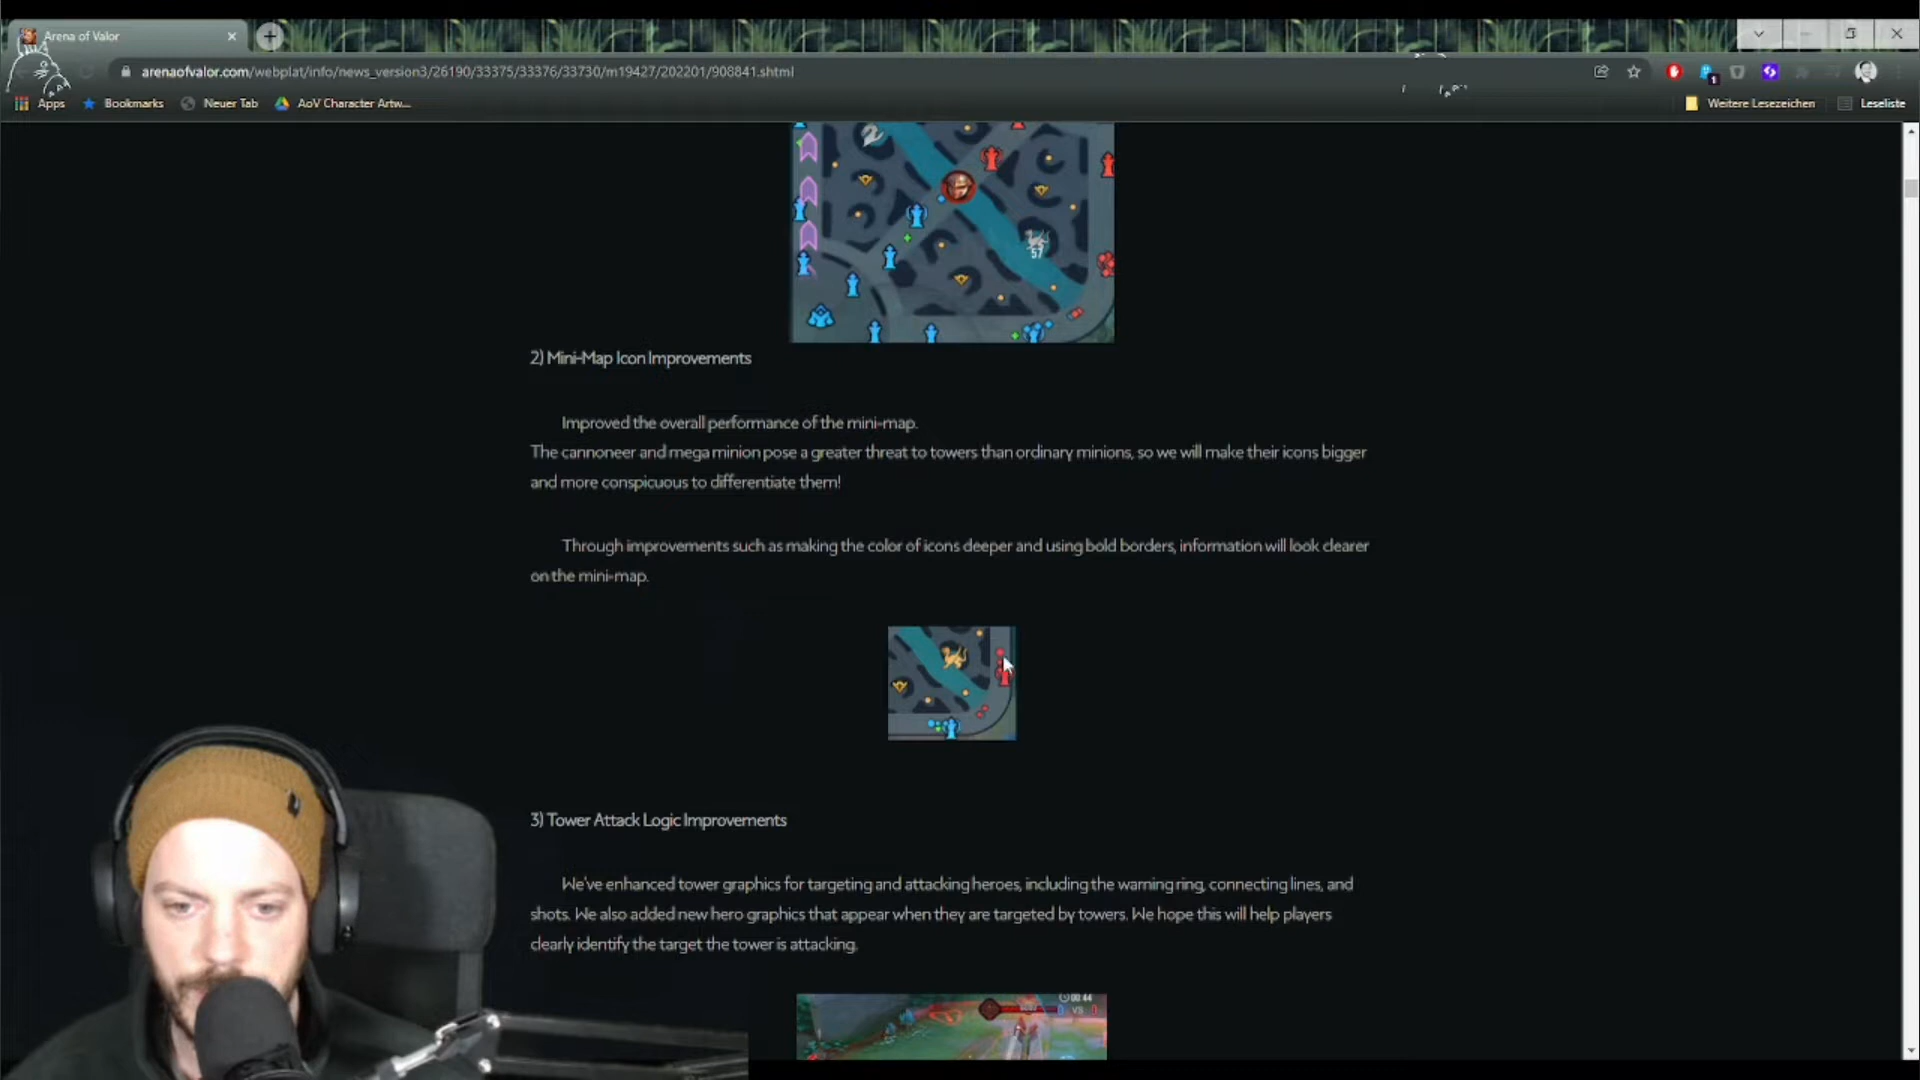 Arena of Valor
arenaofvalor.com/webplat/info/news_version3/26190/33375/33376/33730/m19427/202201/908841.shtml
1
Apps
Bookmarks
Neuer Tab
AoV Character Artw...
Weitere Lesezeichen
Leseliste
57
2) Mini-Map Icon Improvements
Improved the overall performance of the mini-map.
The cannoneer and mega minion pose a greater threat to towers than ordinary minions, so we will make their icons bigger
and more conspicuous to differentiate them!
Through improvements such as making the color of icons deeper and using bold borders, information will look clearer
on the mini-map.
3) Tower Attack Logic Improvements
We've enhanced tower graphics for targeting and attacking heroes, including the warning ring, connecting lines, and
shots. We also added new hero graphics that appear when they are targeted by towers. We hope this will help players
clearly identify the target the tower is attacking.
00:44
0 VS 0